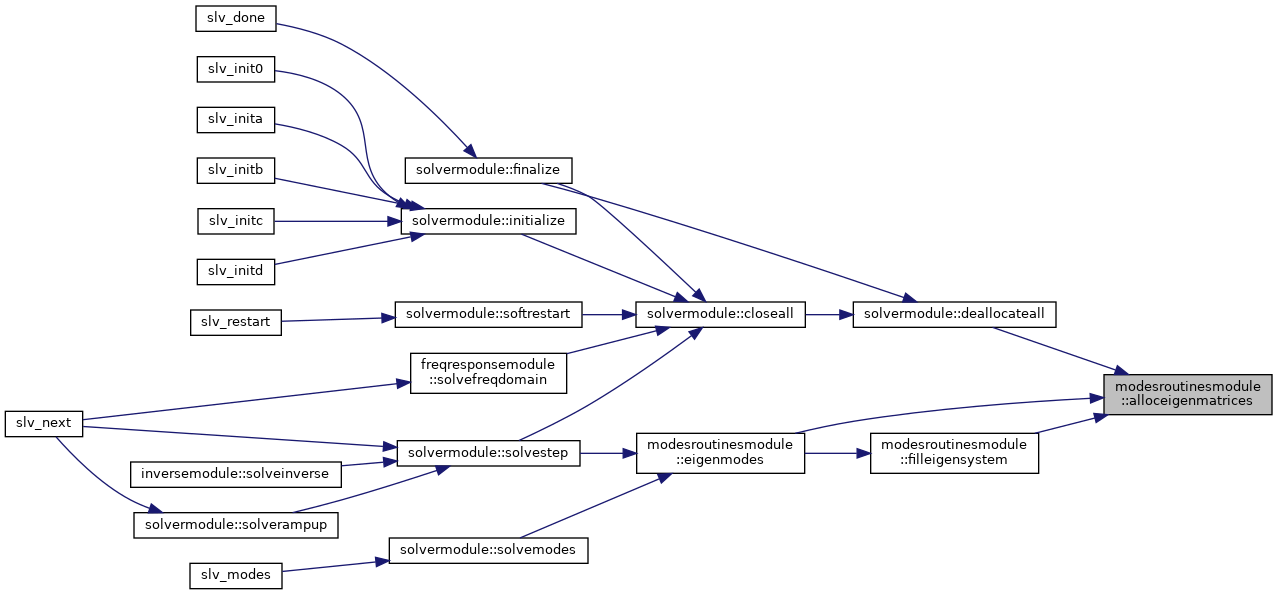 slv_done
slv_init0
slv_inita
slv_initb
slv_initc
slv_initd
slv_restart
slv_next
inversemodule::solveinverse
solvermodule::solverampup
slv_modes
solvermodule::finalize
solvermodule::initialize
solvermodule::softrestart
freqresponsemodule
::solvefreqdomain
solvermodule::solvestep
solvermodule::solvemodes
solvermodule::closeall
modesroutinesmodule
::eigenmodes
solvermodule::deallocateall
modesroutinesmodule
::filleigensystem
modesroutinesmodule
::alloceigenmatrices